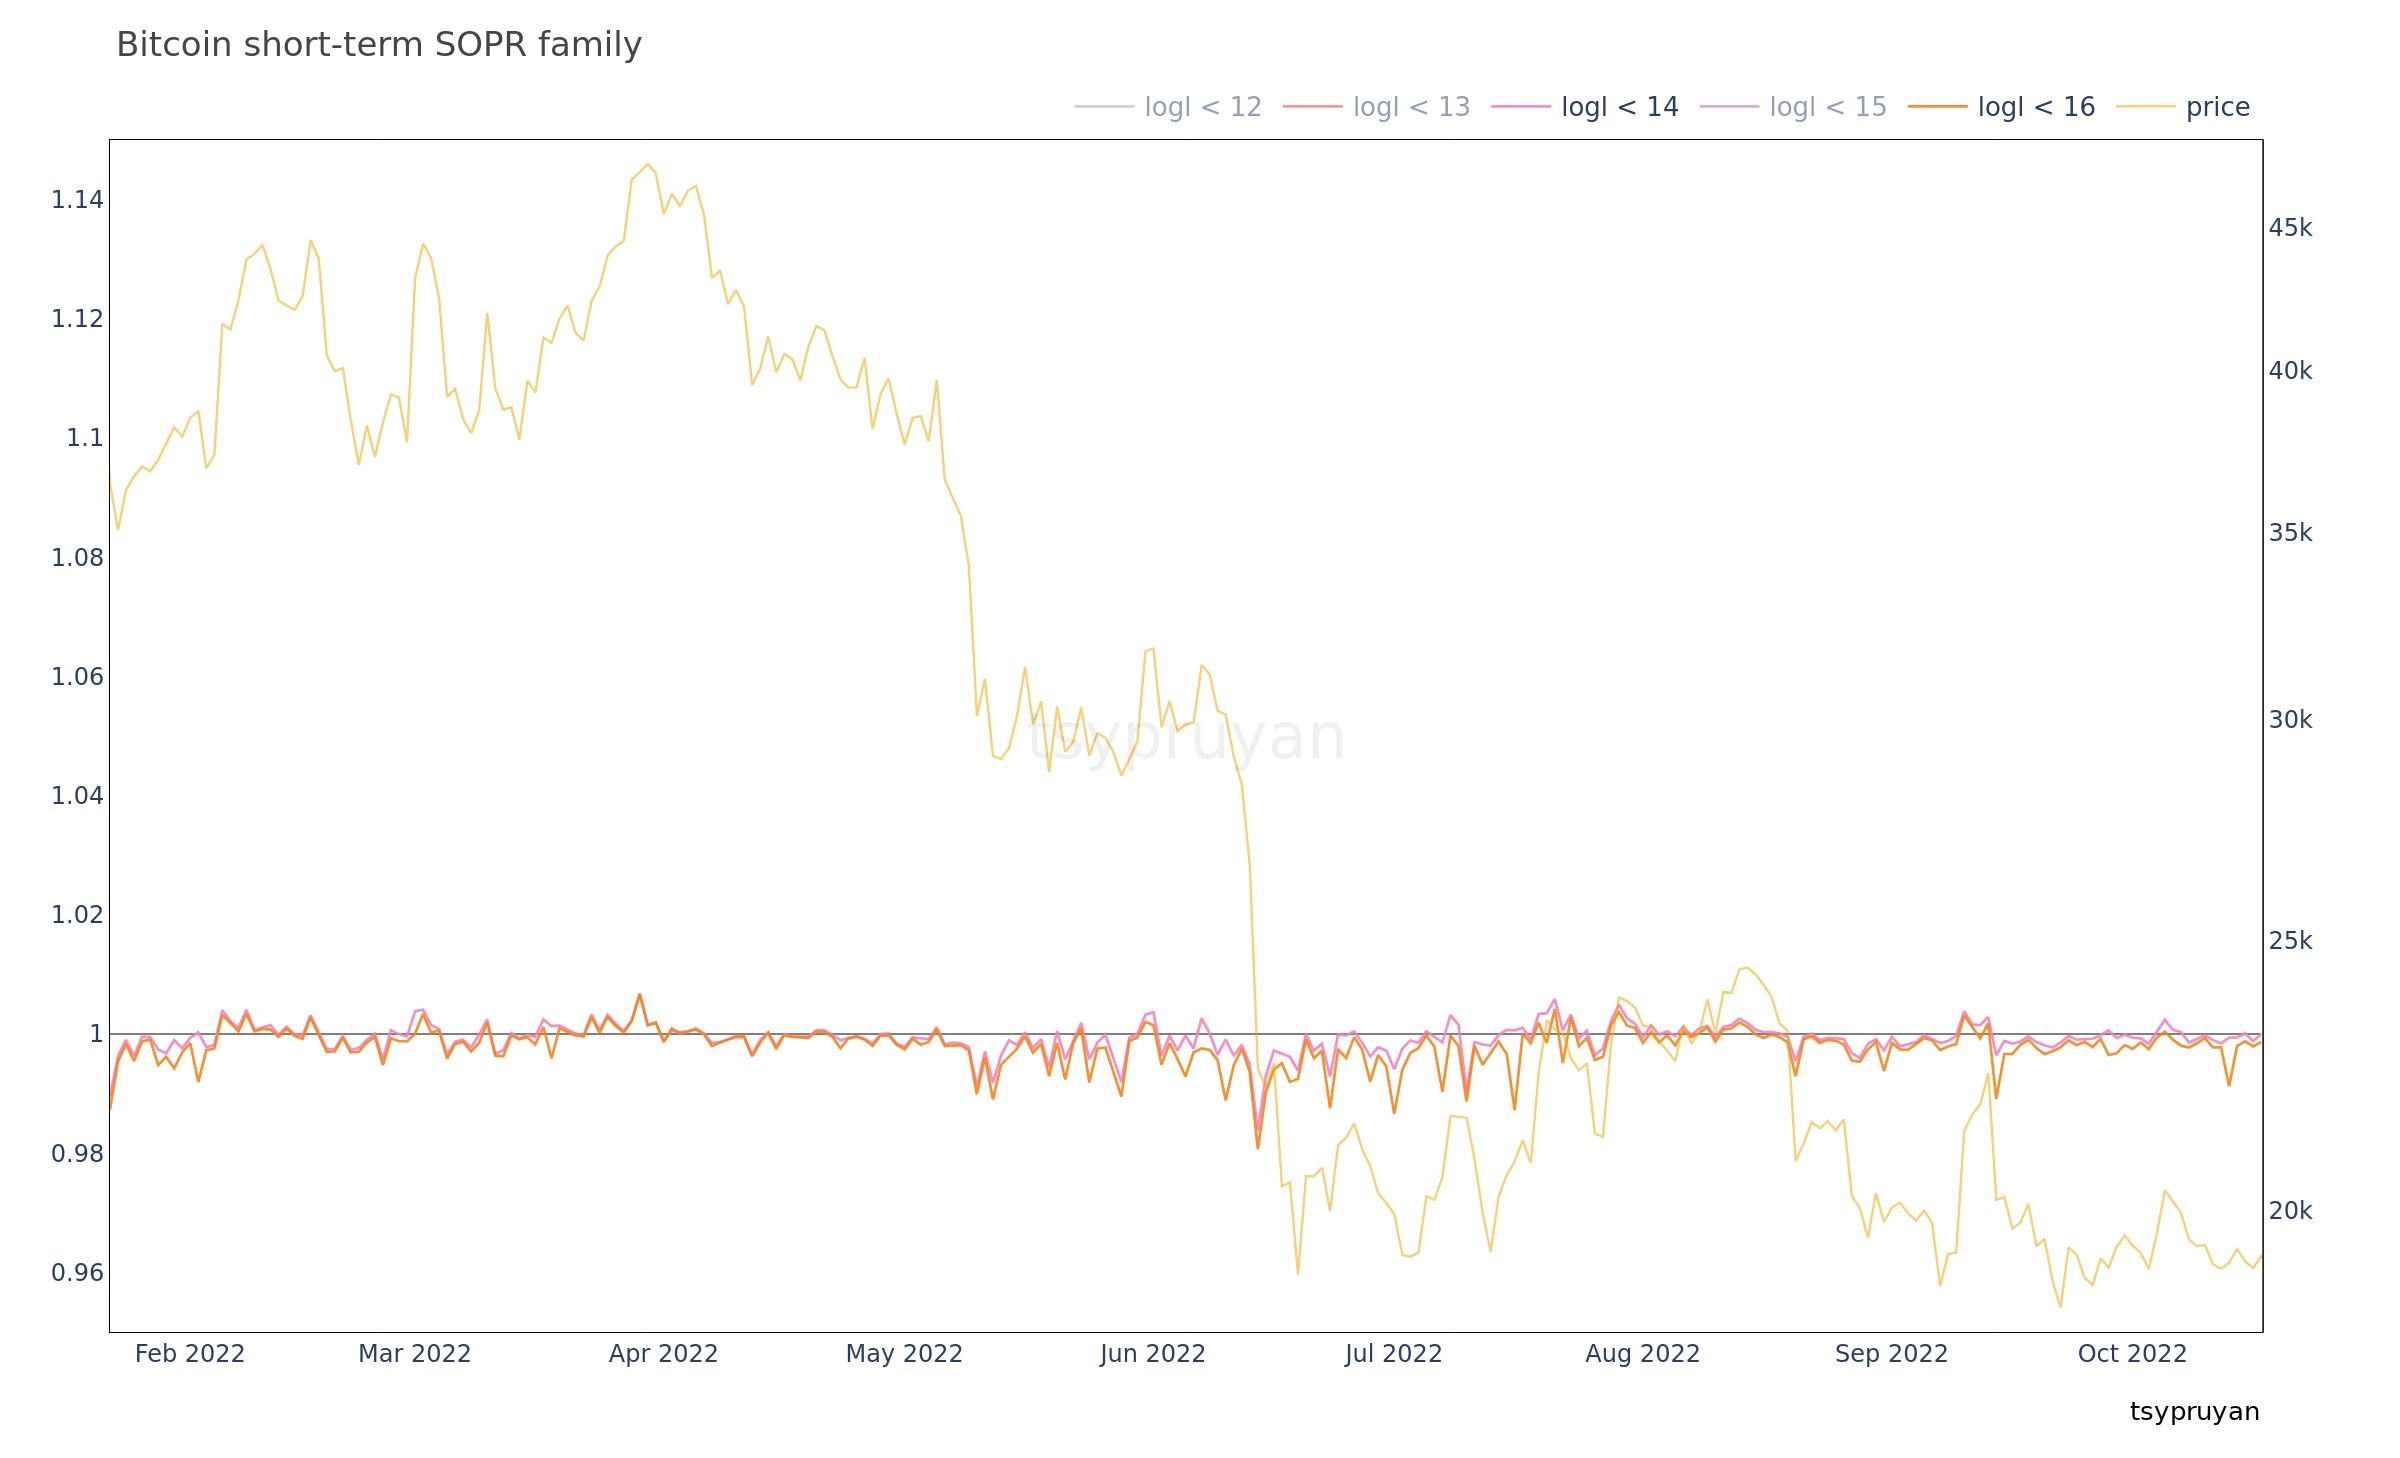 Bitcoin short-term SOPR family
logl < 12 logl < 13 logl < 14 logl < 15 logl < 16 price
1.14
1.12
1.1
1.08
1.06
1.04
1.02
1
0.98
0.96
45k
40k
35k
30k
25k
20k
tsypruyan
Feb 2022 Mar 2022 Apr 2022 May 2022 Jun 2022 Jul 2022 Aug 2022 Sep 2022 Oct 2022
tsypruyan